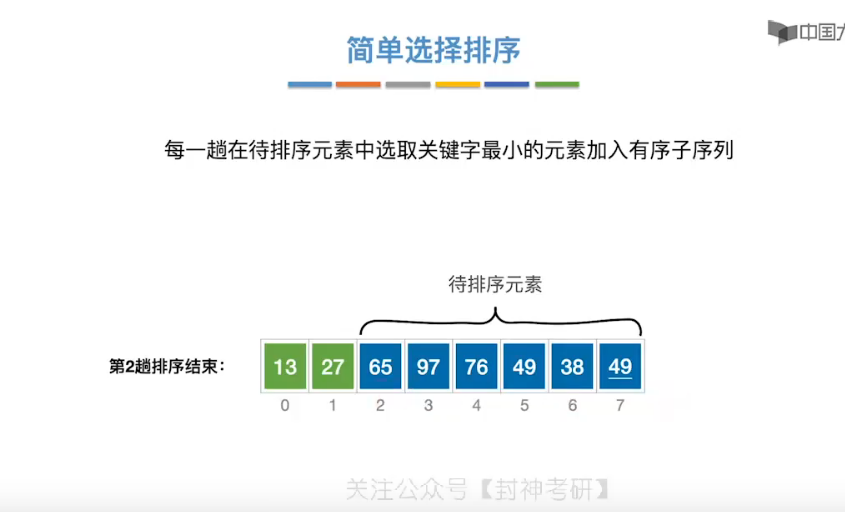 中国大
简单选择排序
每一趟在待排序元素中选取关键字最小的元素加入有序子序列
待排序元素
第2趟排序结束：
13 27 65 97 76 49 38 49
0 1 2 3 4 5 6 7
关注公众号【封神考研】